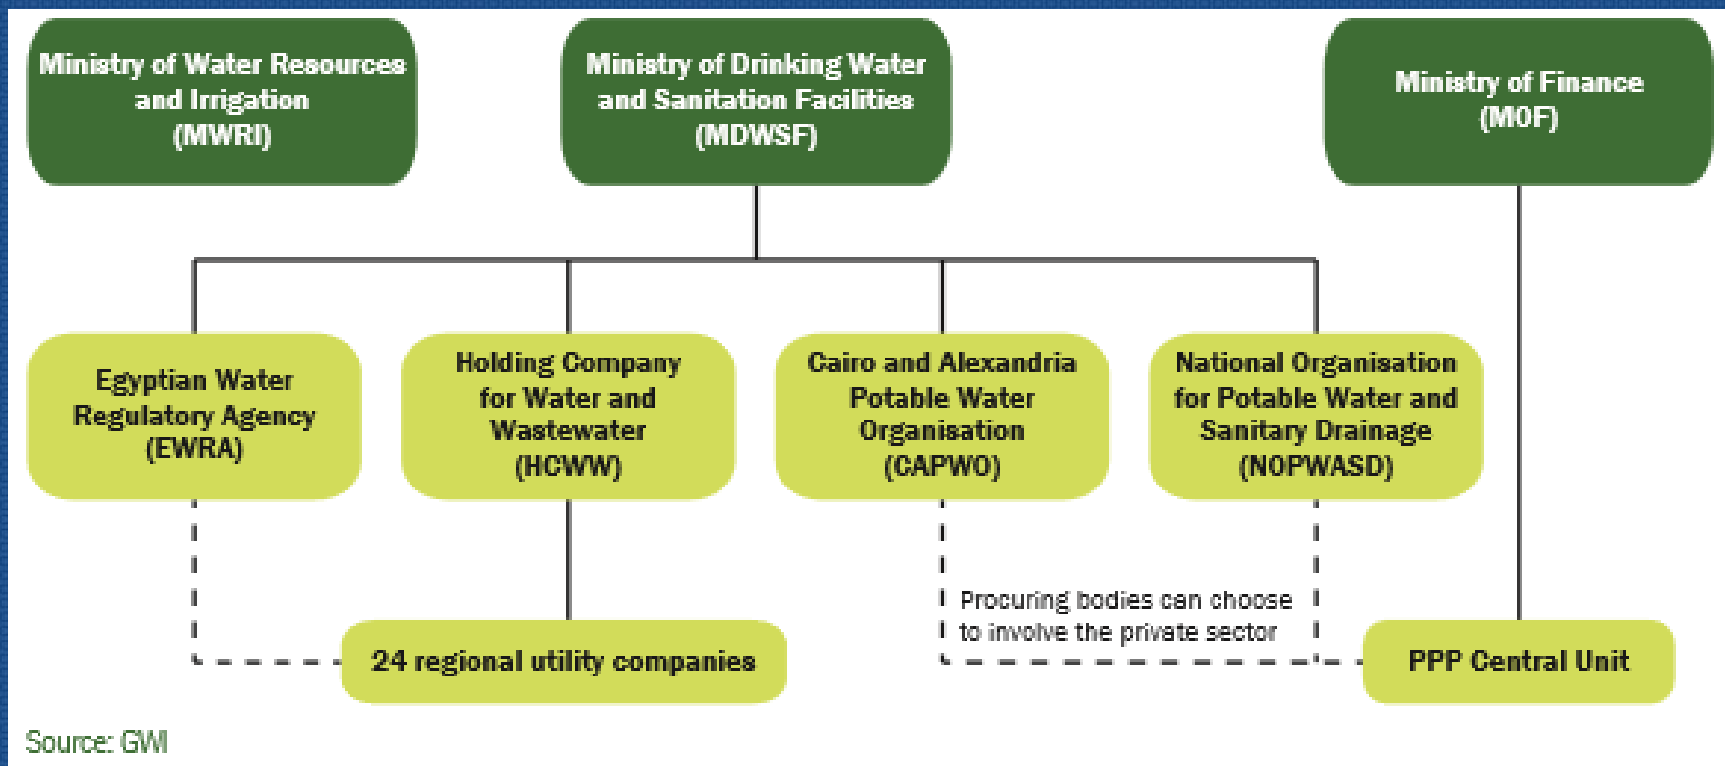 Ministry of Water Resources
and Irrigation
(MWRI)
Ministry of Drinking Water
and Sanitation Facilities
(MDWSF)
Ministry of Finance
(MOF)
Egyptian Water
Regulatory Agency
(EWRA)
Holding Company
for Water and
Wastewater
(HCWW)
Cairo and Alexandria
Potable Water
Organisation
(CAPWO)
National Organisation
for Potable Water and
Sanitary Drainage
(NOPWASD)
Procuring bodies can choose
to involve the private sector
24 regional utility companies
PPP Central Unit
Source: GWI